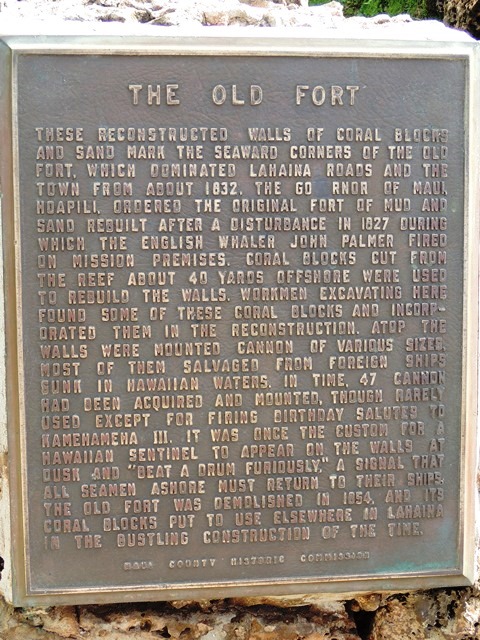 THE OLD FORT
THESE RECONSTRUCTED WALLS OF CORAL BLOCKS
AND SAND MARK THE SEAWARD CORNERS OF THE OLD
FORT, WHICH DOMINATED LAHAINA ROADS AND THE
TOWN FROM ABOUT 1832. THE GO RNOR OF MAUI,
HOAPILI, ORDERED THE ORIGINAL FORT OF MUD AND
SAND REBUILT AFTER A DISTURBANCE IN 1827 DURING
WHICH THE ENGLISH WHALER JOHN PALMER FIRED
ON MISSION PREMISES. CORAL BLOCKS CUT FROM
THE REEF ABOUT 40 YARDS OFFSHORE WERE USED
TO REBUILD THE WALLS. WORKMEN EXCAVATING HERE
FOUND SOME OF THESE CORAL BLOCKS AND INCORP-
ORATED THEM IN THE RECONSTRUCTION. ATOP THE
WALLS WERE MOUNTED CANNON OF VARIOUS SIZES,
MOST OF THEM SALVAGED FROM FOREIGN SHIPS
SUNK IN HAWAIIAN WATERS. IN TIME, 47 CANNON
HAD BEEN ACQUIRED AND MOUNTED, THOUGH RARELY
USED EXCEPT FOR FIRING BIRTHDAY SALUTES TO
KAMEHAMEHA III. IT WAS ONCE THE CUSTOM FOR A
HAWAIIAN SENTINEL TO APPEAR ON THE WALLS AT
DUSK AND "BEAT A DRUM FURIOUSLY," A SIGNAL THAT
ALL SEAMEN ASHORE MUST RETURN TO THEIR SHIPS.
THE OLD FORT WAS DEMOLISHED IN 1854, AND ITS
CORAL BLOCKS PUT TO USE ELSEWHERE IN LAHAINA
IN THE BUSTLING CONSTRUCTION OF THE TIME.
MAUI COUNTY HISTORIC COMMISSION